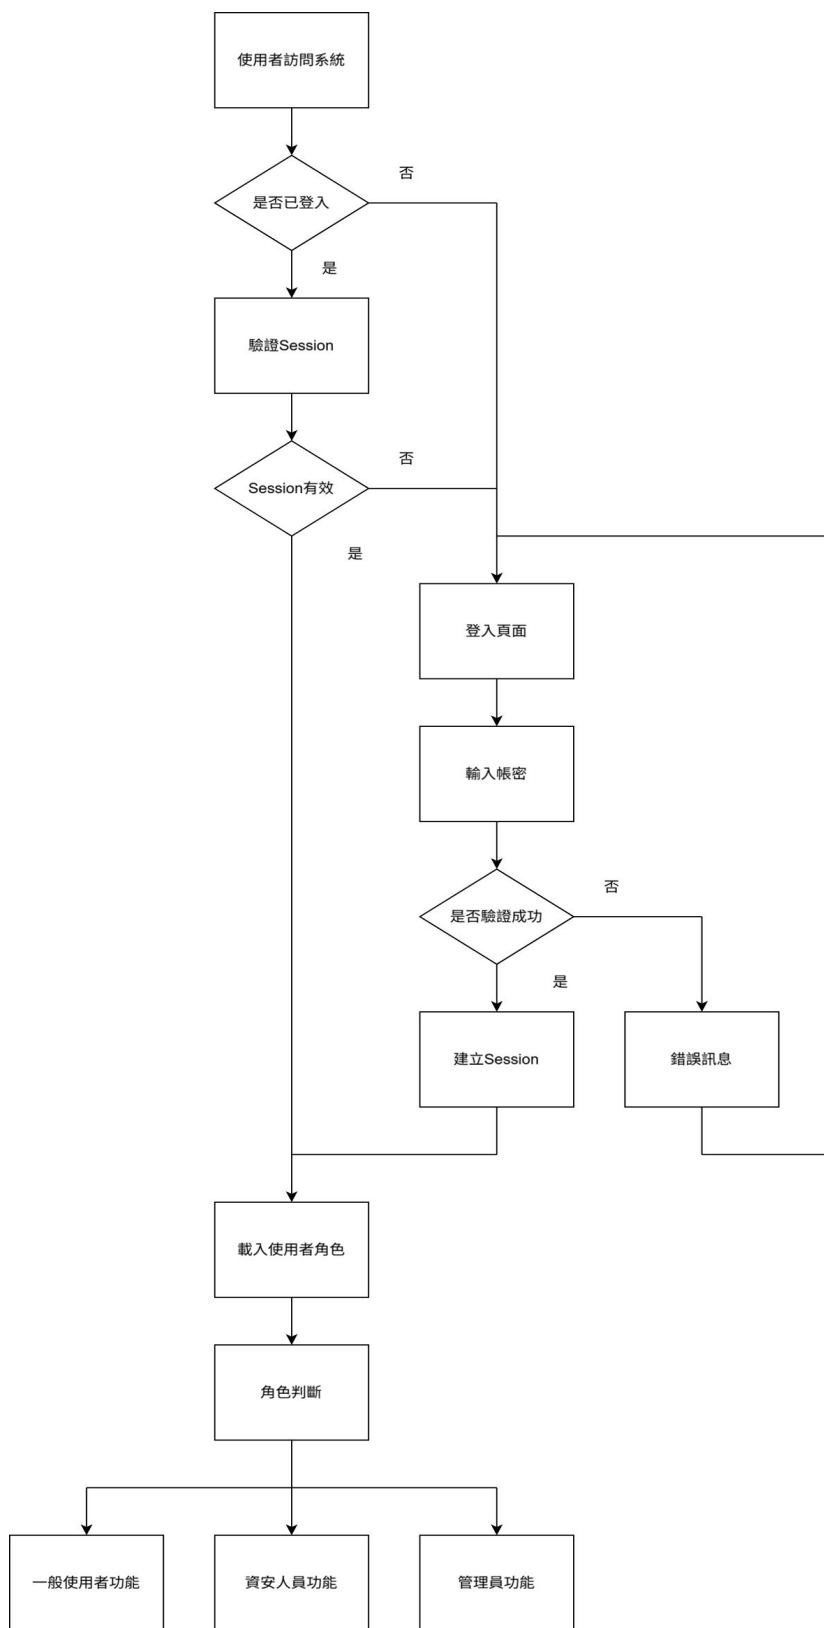 使用者訪問系統
是否已登入
否
是
驗證Session
Session有效
否
是
登入頁面
輸入帳密
是否驗證成功
否
是
建立Session
錯誤訊息
載入使用者角色
角色判斷
一般使用者功能
資安人員功能
管理員功能